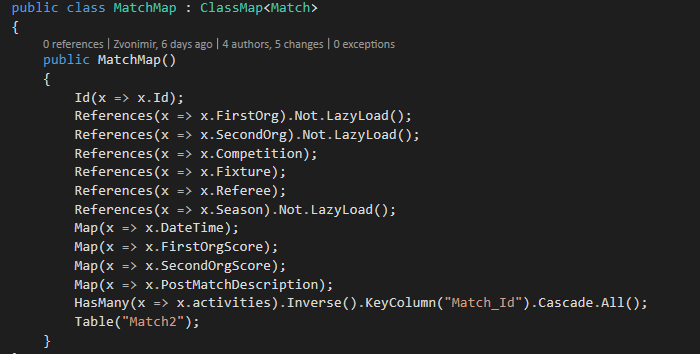 public class MatchMap : ClassMap<Match>
{
0 references | Zvonimir, 6 days ago | 4 authors, 5 changes | 0 exceptions
public MatchMap()
{
Id(x => x.Id);
References(x => x.FirstOrg).Not.LazyLoad();
References(x => x.SecondOrg).Not.LazyLoad();
References(x => x.Competition);
References(x => x.Fixture);
References(x => x.Referee);
References(x => x.Season).Not.LazyLoad();
Map(x => x.DateTime);
Map(x => x.FirstOrgScore);
Map(x => x.SecondOrgScore);
Map(x => x.PostMatchDescription);
HasMany(x => x.activities).Inverse().KeyColumn("Match_Id").Cascade.All();
Table("Match2");
}